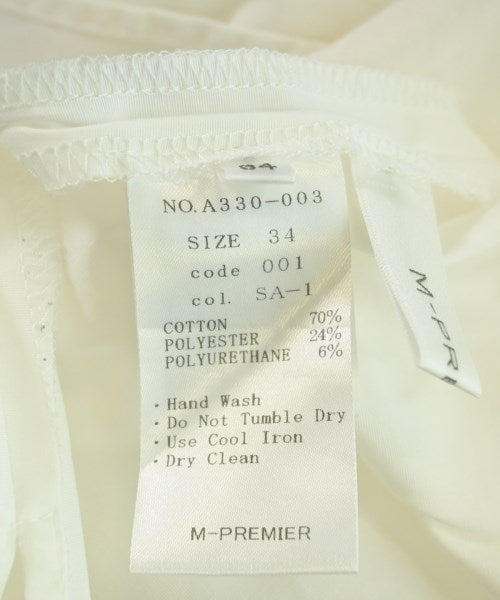 34
NO. A330-003
SIZE 34
code 001
col. SA-1
COTTON 70%
POLYESTER 24%
POLYURETHANE 6%
・Hand Wash
・Do Not Tumble Dry
・Use Cool Iron
・Dry Clean
M-PREMIER
M-PRE